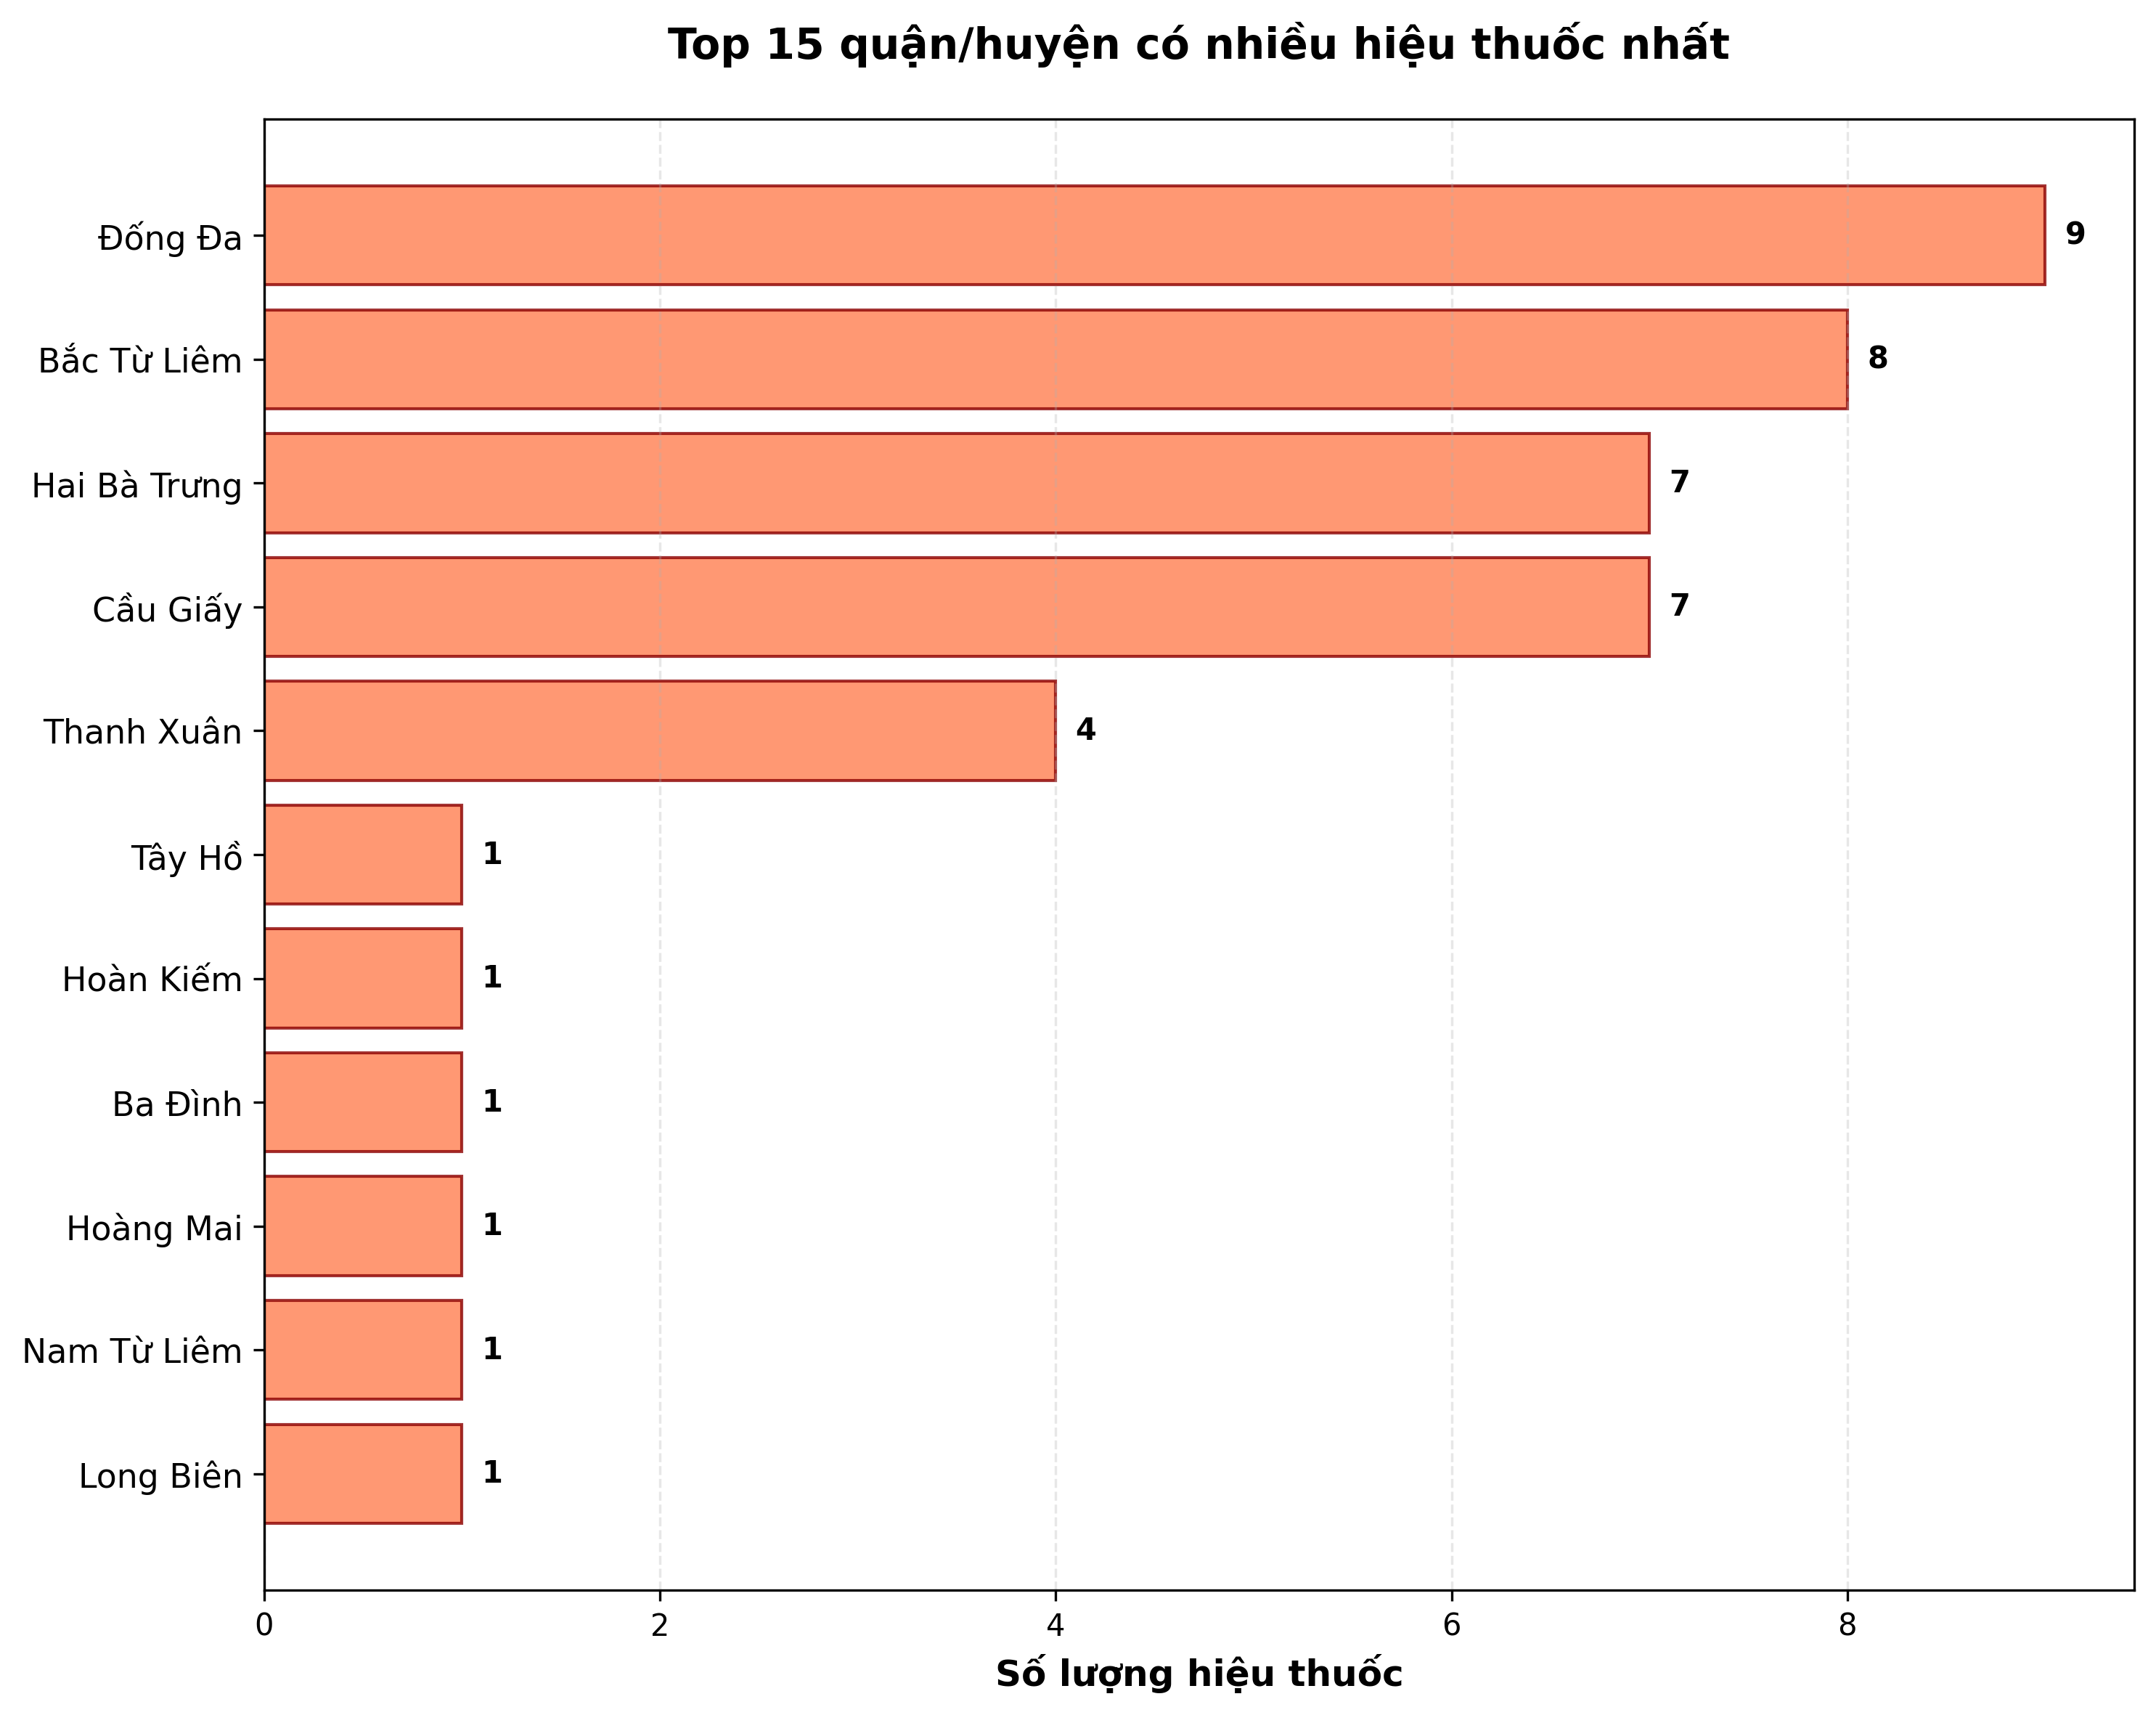 Top 15 quận/huyện có nhiều hiệu thuốc nhất
Đống Đa 9
Bắc Từ Liêm 8
Hai Bà Trưng 7
Cầu Giấy 7
Thanh Xuân 4
Tây Hồ 1
Hoàn Kiếm 1
Ba Đình 1
Hoàng Mai 1
Nam Từ Liêm 1
Long Biên 1
0 2 4 6 8
Số lượng hiệu thuốc